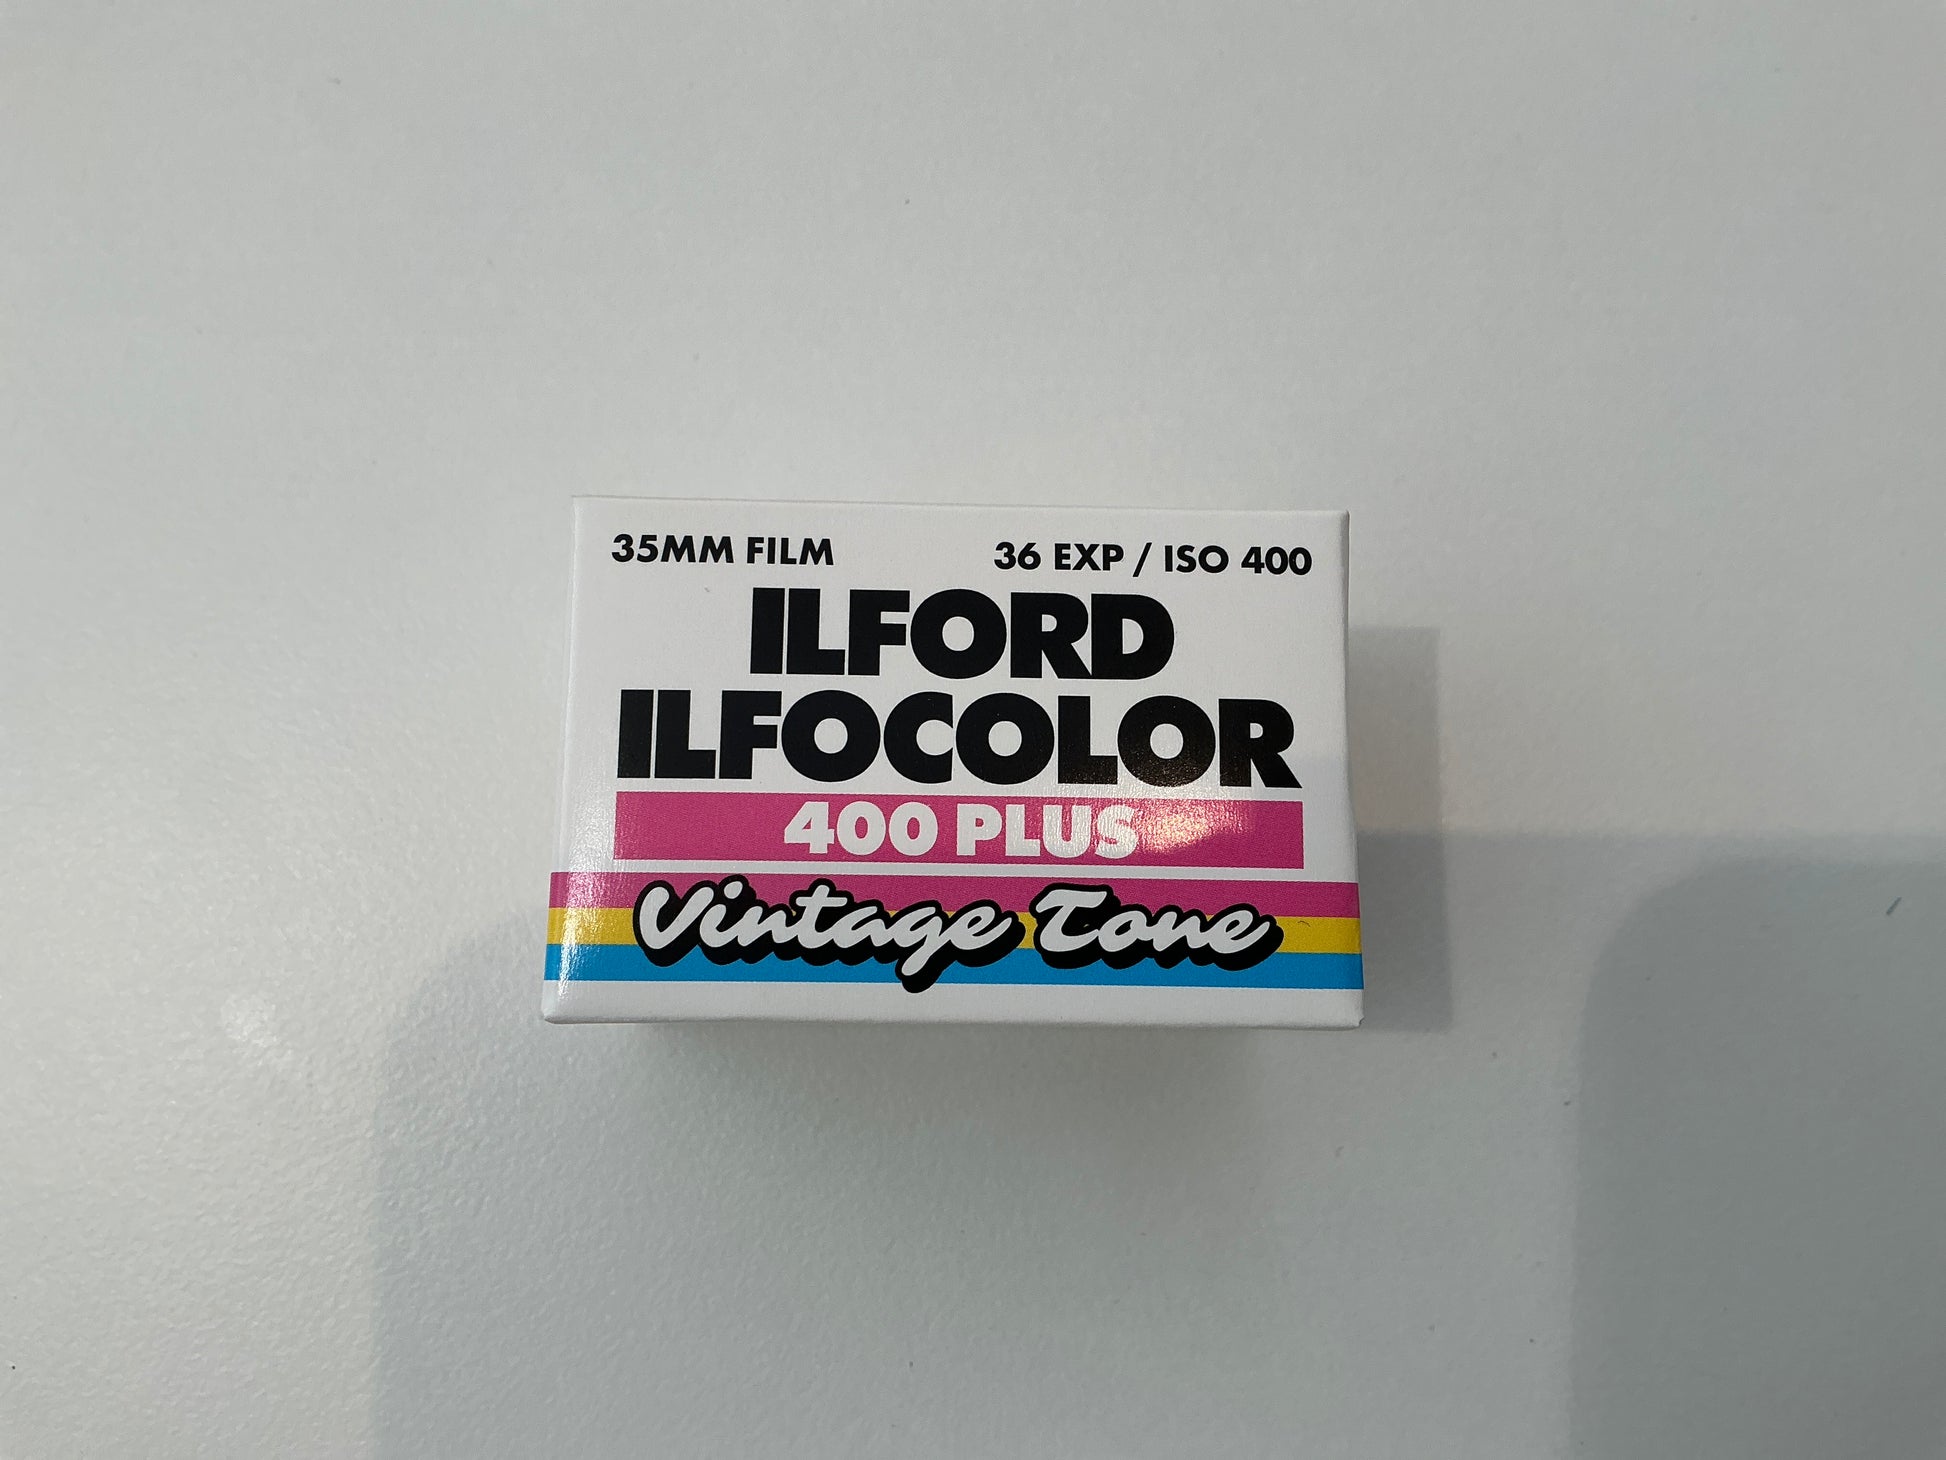 35MM FILM
36 EXP / ISO 400
ILFORD
ILFOCOLOR
400 PLUS
Vintage Tone